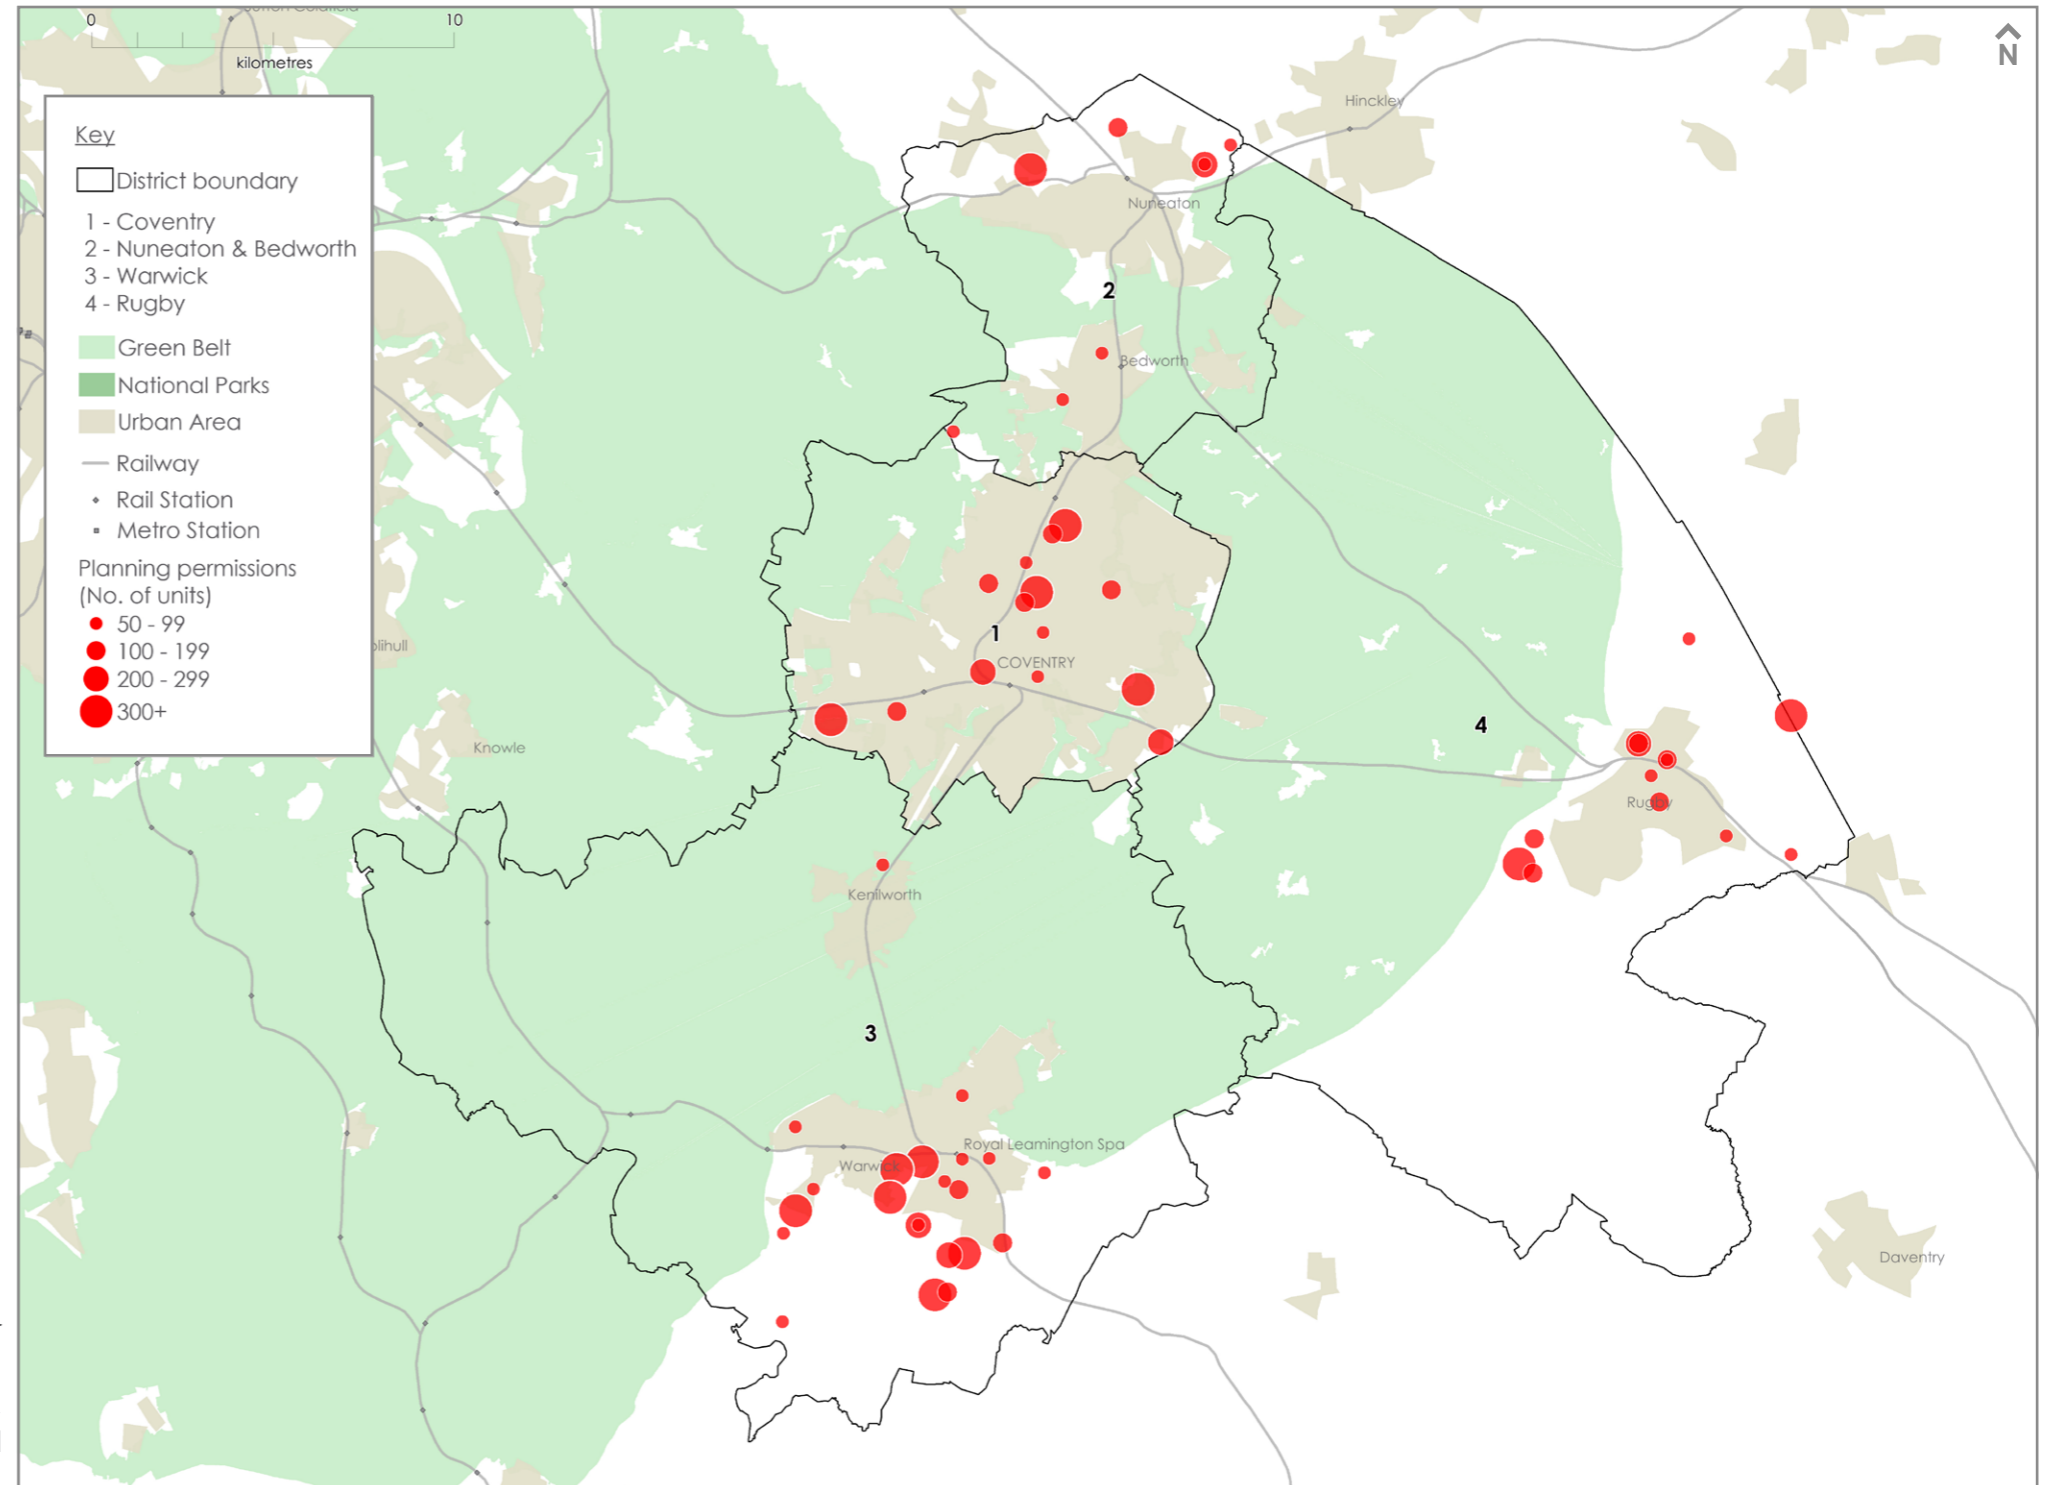 0
10
kilometres
N
Key
District boundary
1 - Coventry
2 - Nuneaton & Bedworth
3 - Warwick
4 - Rugby
Green Belt
National Parks
Urban Area
Railway
Rail Station
Metro Station
Planning permissions
(No. of units)
50 - 99
100 - 199
200 - 299
300+
Hinckley
Nuneaton
2
Bedworth
1
COVENTRY
lihull
Knowle
4
Rugby
Kenilworth
3
Royal Leamington Spa
Warwick
Daventry